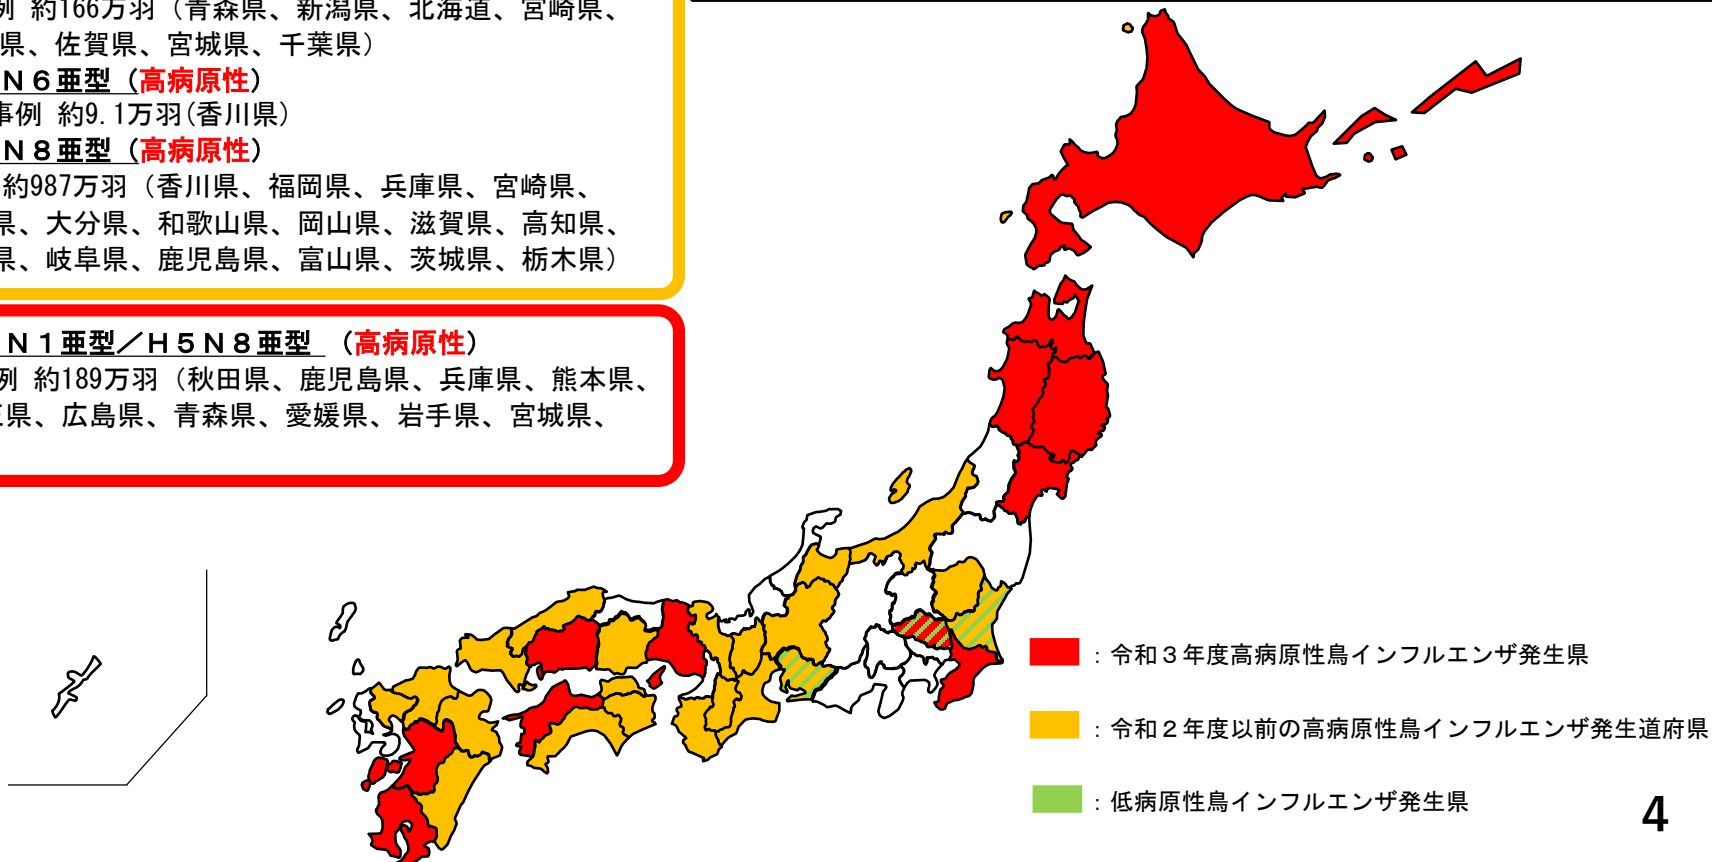 例 約166万羽（青森県、新潟県、北海道、宮崎県、
県、佐賀県、宮城県、千葉県）
Ｎ６亜型（高病原性）
事例 約9.1万羽(香川県）
Ｎ８亜型（高病原性）
約987万羽（香川県、福岡県、兵庫県、宮崎県、
県、大分県、和歌山県、岡山県、滋賀県、高知県、
県、岐阜県、鹿児島県、富山県、茨城県、栃木県）
Ｎ１亜型／Ｈ５Ｎ８亜型 （高病原性）
例 約189万羽（秋田県、鹿児島県、兵庫県、熊本県、
県、広島県、青森県、愛媛県、岩手県、宮城県、
：令和３年度高病原性鳥インフルエンザ発生県
：令和２年度以前の高病原性鳥インフルエンザ発生道府県
：低病原性鳥インフルエンザ発生県
4